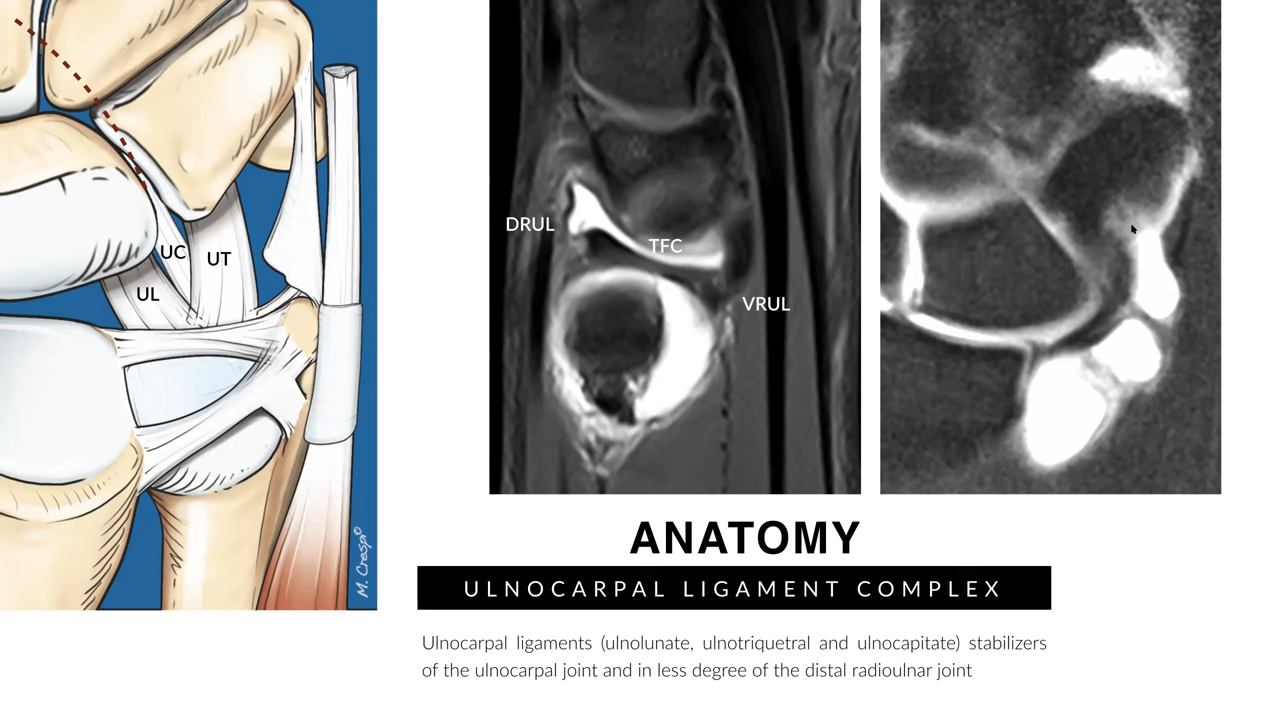 UC
UT
UL
M. Crespi©
DRUL
TFC
VRUL
ANATOMY
ULNOCARPAL LIGAMENT COMPLEX
Ulnocarpal ligaments (ulnolunate, ulnotriquetral and ulnocapitate) stabilizers
of the ulnocarpal joint and in less degree of the distal radioulnar joint